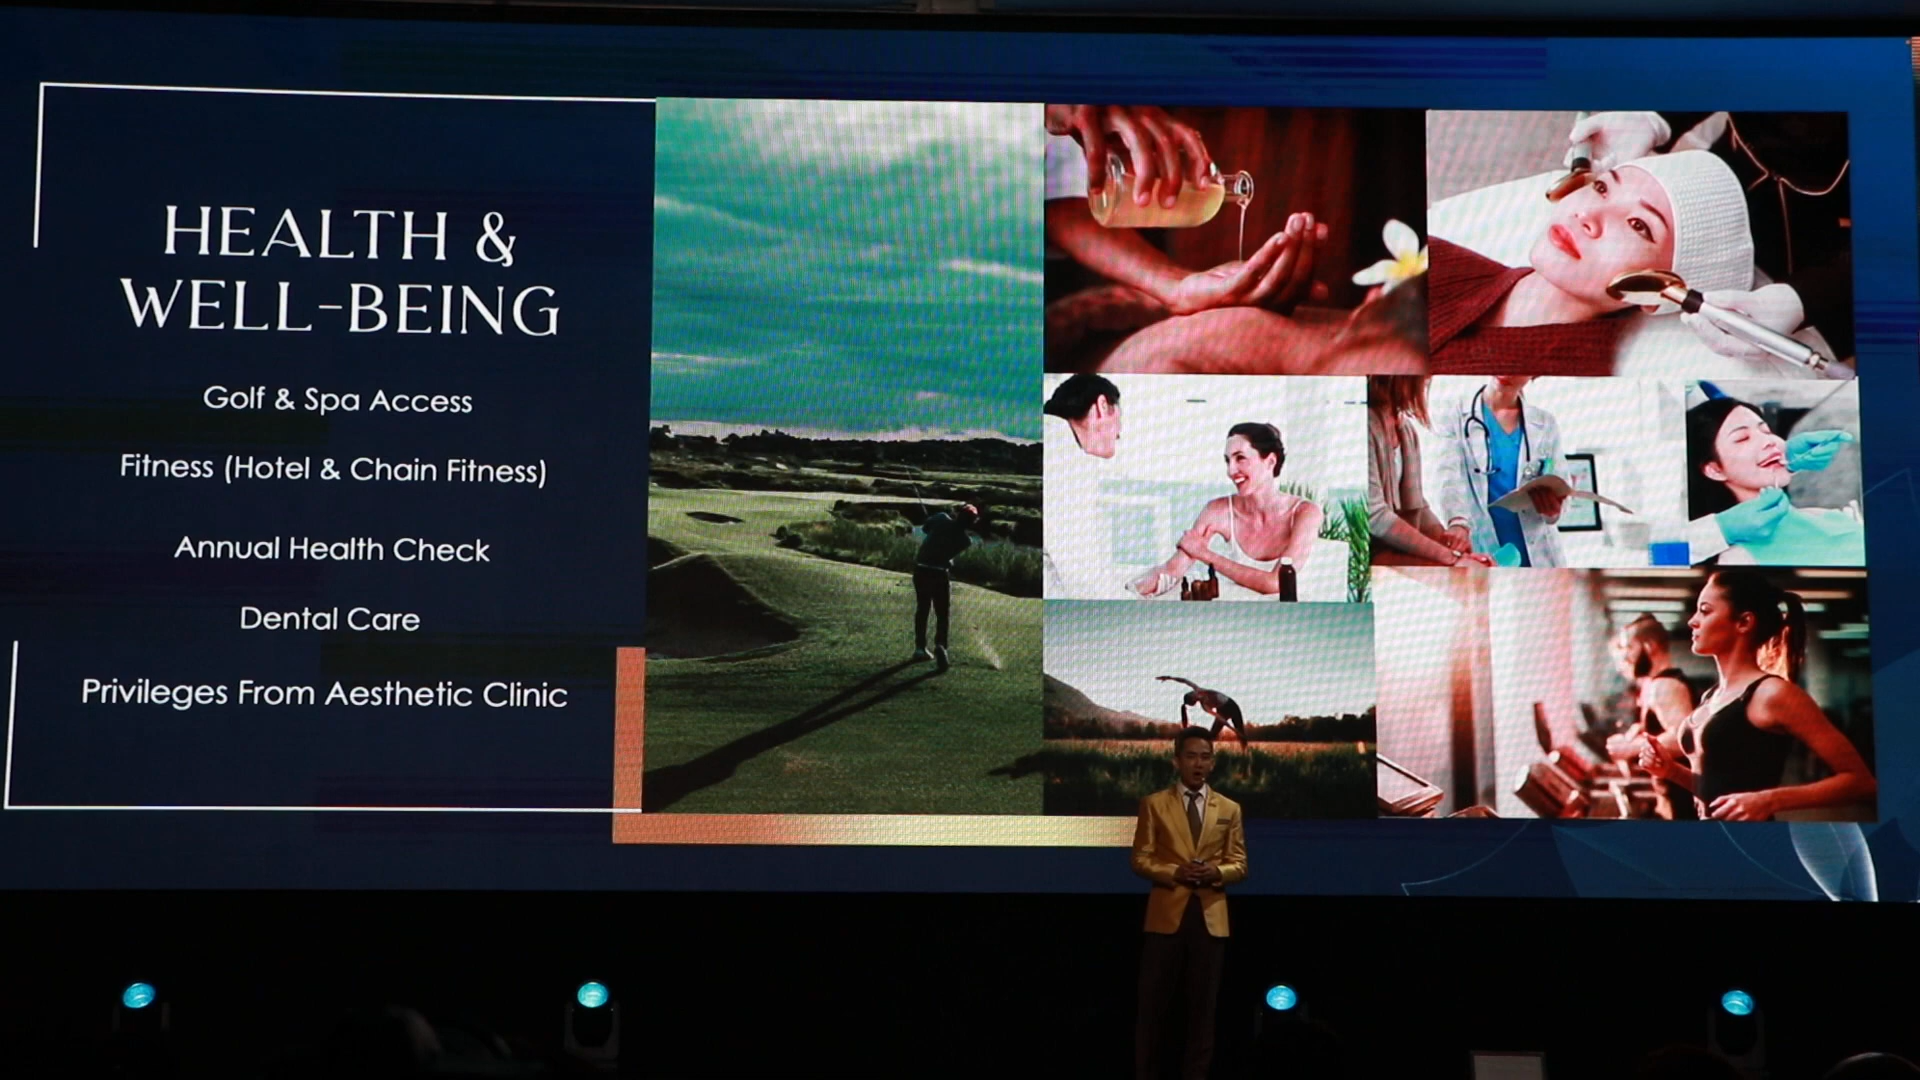 HEALTH &
WELL-BEING
Golf & Spa Access
Fitness (Hotel & Chain Fitness)
Annual Health Check
Dental Care
Privileges From Aesthetic Clinic